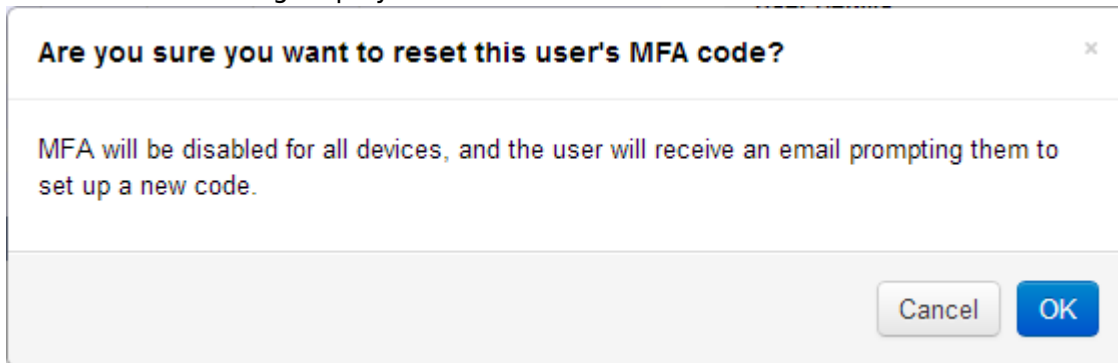 Are you sure you want to reset this user's MFA code?
×
MFA will be disabled for all devices, and the user will receive an email prompting them to
set up a new code.
Cancel
OK